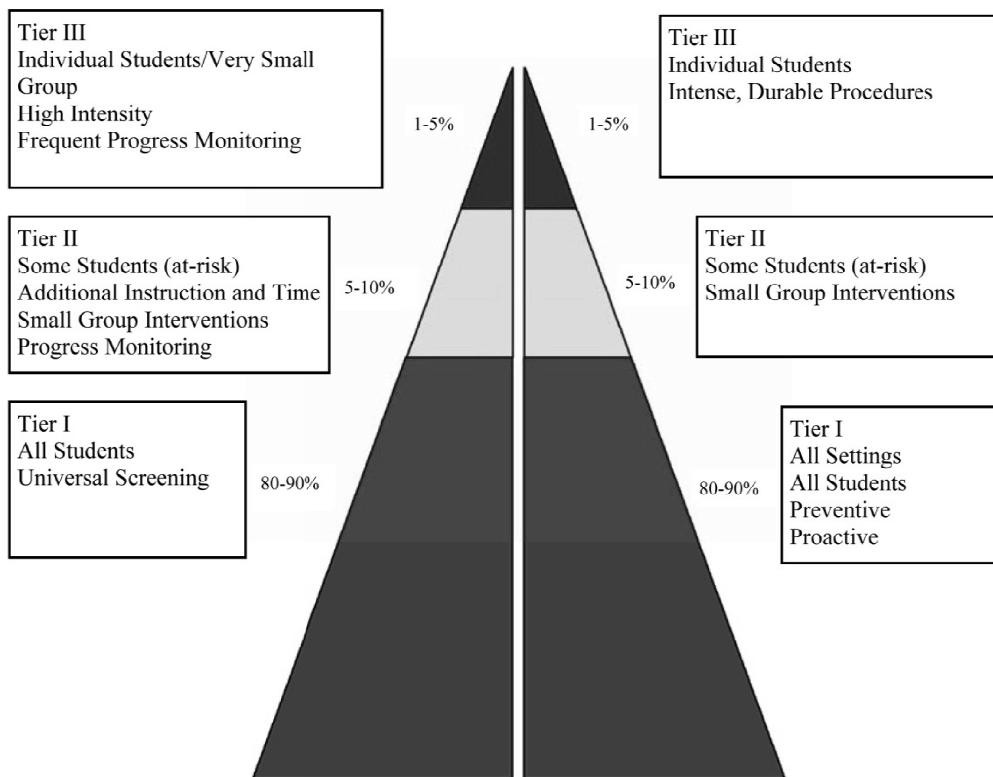 Tier III
Individual Students/Very Small
Group
High Intensity
Frequent Progress Monitoring
1-5%
1-5%
Tier III
Individual Students
Intense, Durable Procedures
Tier II
Some Students (at-risk)
Additional Instruction and Time
Small Group Interventions
Progress Monitoring
5-10%
5-10%
Tier II
Some Students (at-risk)
Small Group Interventions
Tier I
All Students
Universal Screening
80-90%
80-90%
Tier I
All Settings
All Students
Preventive
Proactive